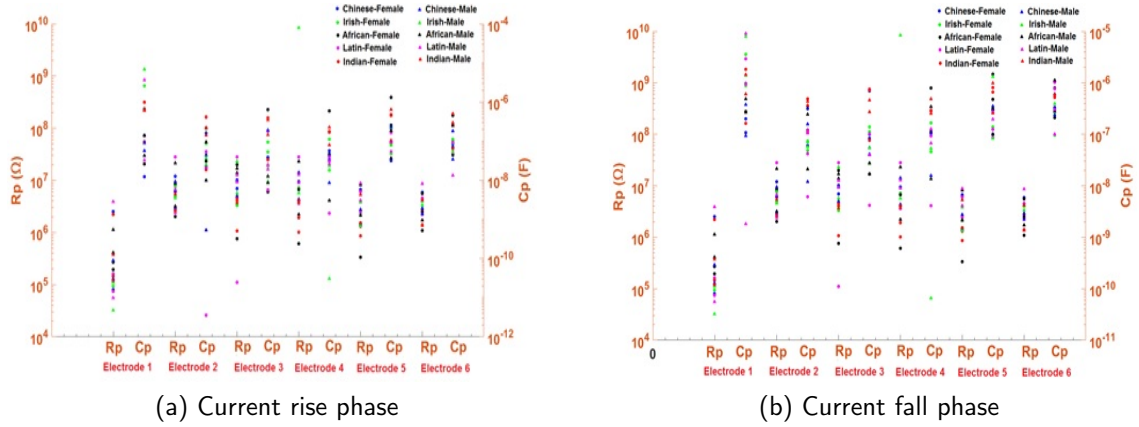 10^10
10^9
10^8
10^7
10^6
10^5
10^4
Rp (Ω)
Chinese-Female Chinese-Male
Irish-Female Irish-Male
African-Female African-Male
Latin-Female Latin-Male
Indian-Female Indian-Male
10^-4
10^-6
10^-8
10^-10
10^-12
Cp (F)
Rp Cp Rp Cp Rp Cp Rp Cp Rp Cp Rp Cp
Electrode 1 Electrode 2 Electrode 3 Electrode 4 Electrode 5 Electrode 6
(a) Current rise phase
10^10
10^9
10^8
10^7
10^6
10^5
10^4
Rp (Ω)
Chinese-Female Chinese-Male
Irish-Female Irish-Male
African-Female African-Male
Latin-Female Latin-Male
Indian-Female Indian-Male
10^-5
10^-6
10^-7
10^-8
10^-9
10^-10
10^-11
Cp (F)
0 Rp Cp Rp Cp Rp Cp Rp Cp Rp Cp Rp Cp
Electrode 1 Electrode 2 Electrode 3 Electrode 4 Electrode 5 Electrode 6
(b) Current fall phase